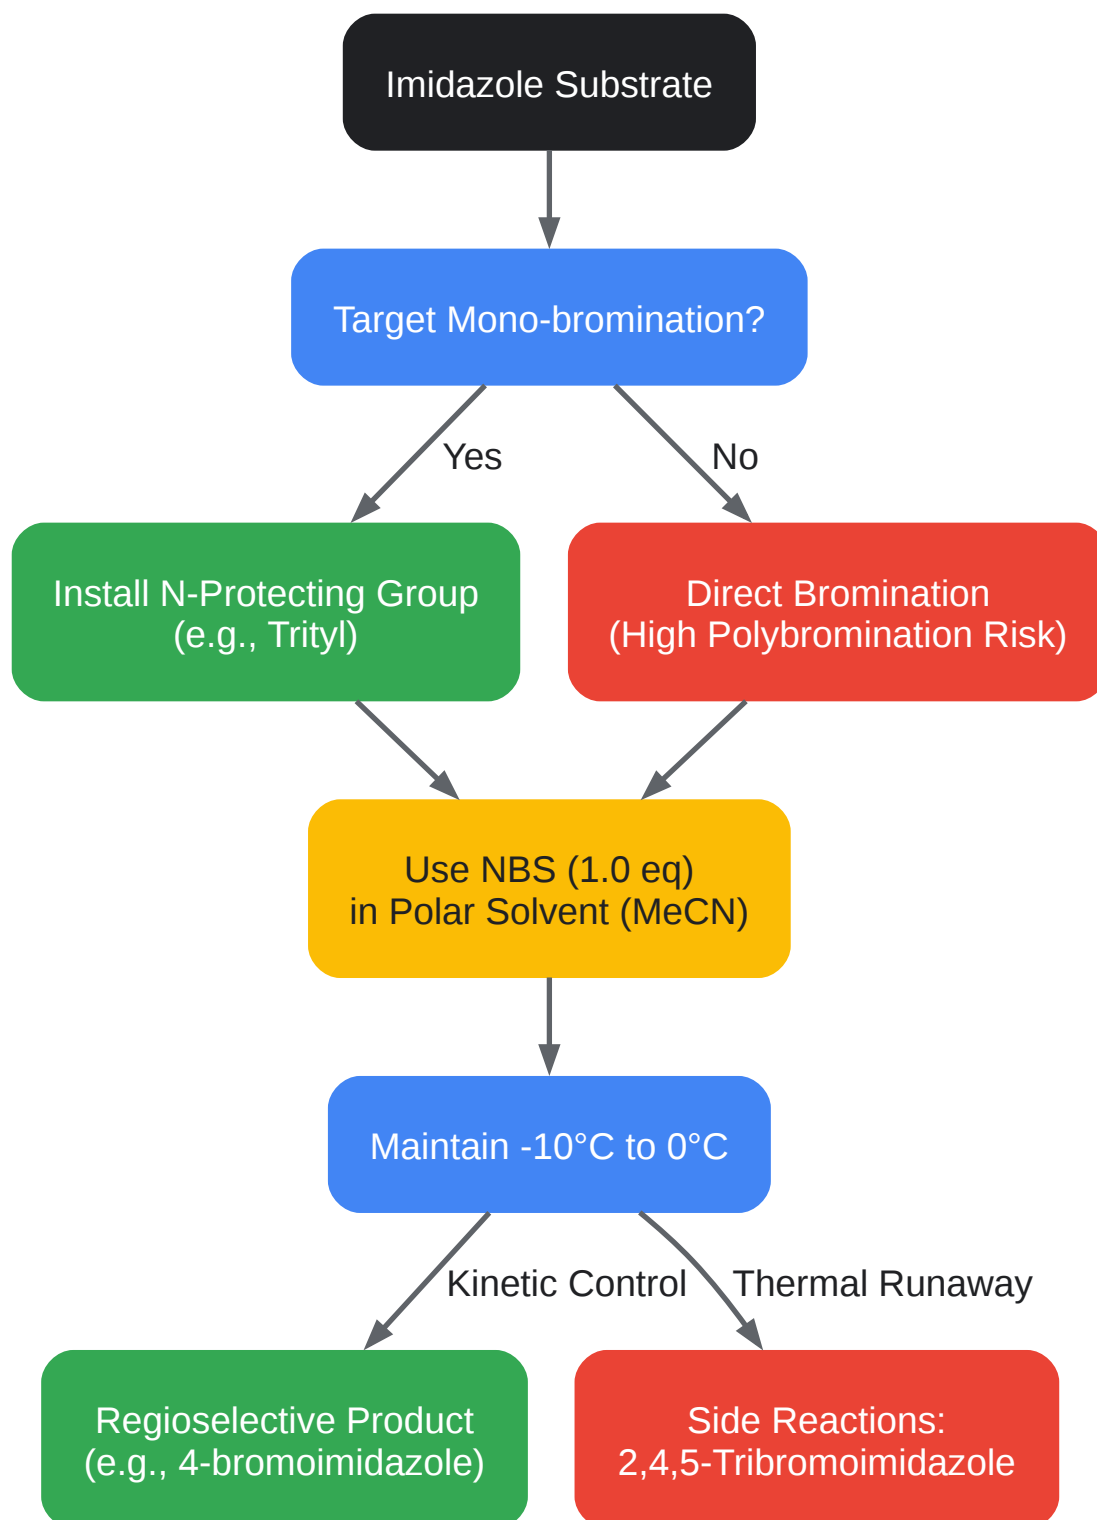 Imidazole Substrate
Target Mono-bromination?
Yes
No
Install N-Protecting Group
(e.g., Trityl)
Direct Bromination
(High Polybromination Risk)
Use NBS (1.0 eq)
in Polar Solvent (MeCN)
Maintain -10°C to 0°C
Kinetic Control
Thermal Runaway
Regioselective Product
(e.g., 4-bromoimidazole)
Side Reactions:
2,4,5-Tribromoimidazole